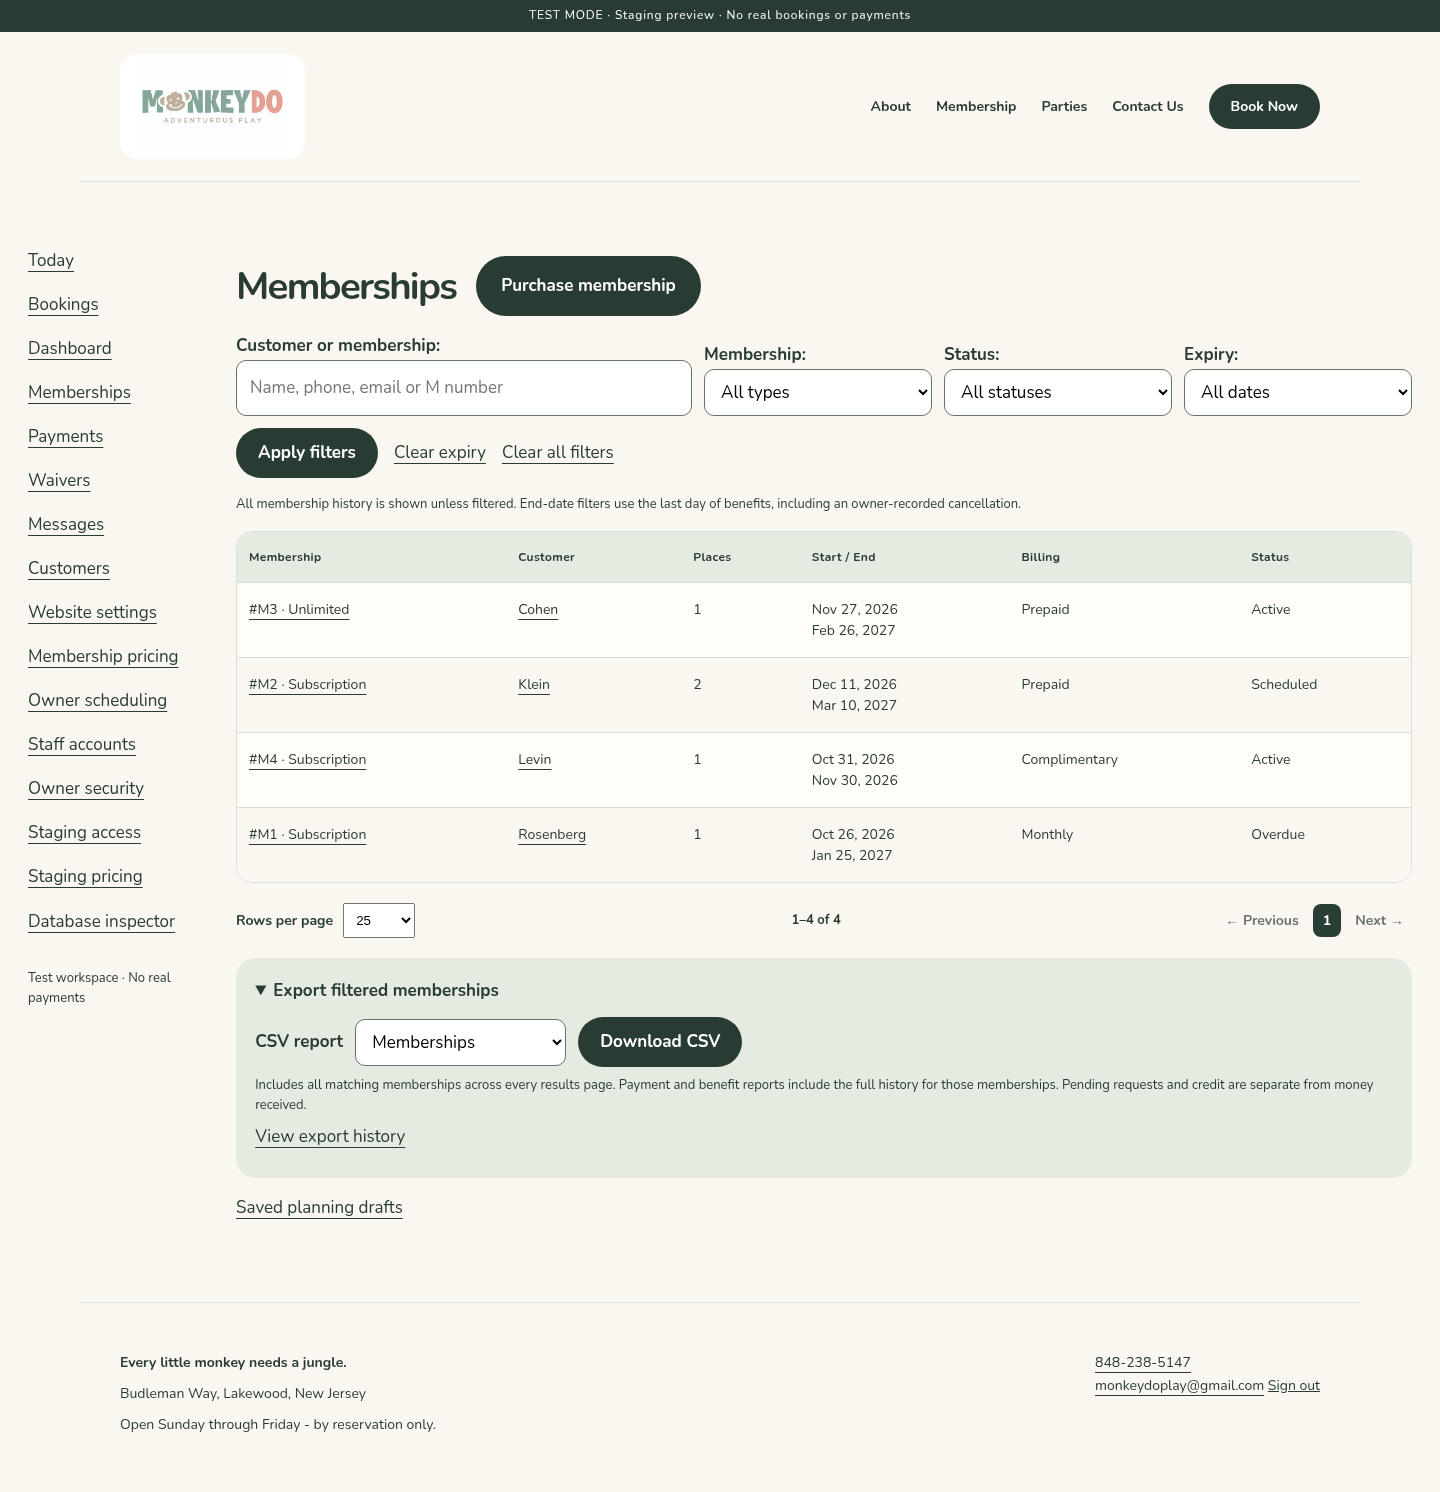 TEST MODE · Staging preview · No real bookings or payments
MONKEYDO
ADVENTUROUS PLAY
About Membership Parties Contact Us Book Now
Today
Bookings
Dashboard
Memberships
Payments
Waivers
Messages
Customers
Website settings
Membership pricing
Owner scheduling
Staff accounts
Owner security
Staging access
Staging pricing
Database inspector
Test workspace · No real
payments
Memberships Purchase membership
Customer or membership: Membership: Status: Expiry:
Name, phone, email or M number All types All statuses All dates
Apply filters Clear expiry Clear all filters
All membership history is shown unless filtered. End-date filters use the last day of benefits, including an owner-recorded cancellation.
Membership Customer Places Start / End Billing Status
#M3 · Unlimited Cohen 1 Nov 27, 2026 Prepaid Active
Feb 26, 2027
#M2 · Subscription Klein 2 Dec 11, 2026 Prepaid Scheduled
Mar 10, 2027
#M4 · Subscription Levin 1 Oct 31, 2026 Complimentary Active
Nov 30, 2026
#M1 · Subscription Rosenberg 1 Oct 26, 2026 Monthly Overdue
Jan 25, 2027
Rows per page 25 1–4 of 4 ← Previous 1 Next →
▼ Export filtered memberships
CSV report Memberships Download CSV
Includes all matching memberships across every results page. Payment and benefit reports include the full history for those memberships. Pending requests and credit are separate from money
received.
View export history
Saved planning drafts
Every little monkey needs a jungle.
Budleman Way, Lakewood, New Jersey
Open Sunday through Friday - by reservation only.
848-238-5147
monkeydoplay@gmail.com Sign out